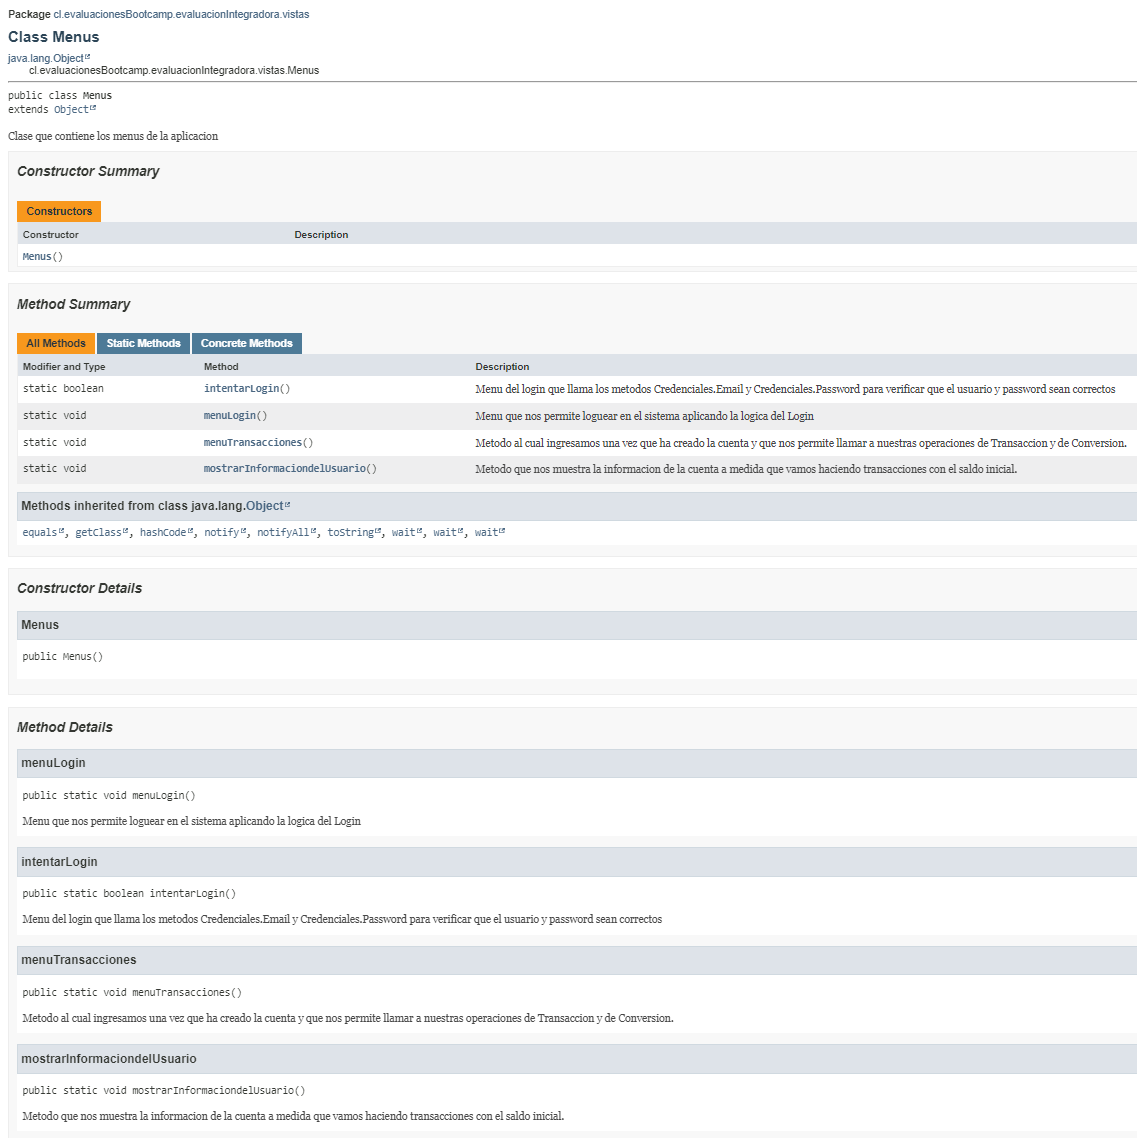 Package cl.evaluacionesBootcamp.evaluacionIntegradora.vistas
Class Menus
java.lang.Object
cl.evaluacionesBootcamp.evaluacionIntegradora.vistas.Menus
public class Menus
extends Object
Clase que contiene los menus de la aplicacion
Constructor Summary
Constructors
Constructor Description
Menus()
Method Summary
All Methods Static Methods Concrete Methods
Modifier and Type Method Description
static boolean intentarLogin() Menu del login que llama los metodos Credenciales.Email y Credenciales.Password para verificar que el usuario y password sean correctos
static void menuLogin() Menu que nos permite loguear en el sistema aplicando la logica del Login
static void menuTransacciones() Metodo al cual ingresamos una vez que ha creado la cuenta y que nos permite llamar a nuestras operaciones de Transaccion y de Conversion.
static void mostrarInformaciondelUsuario() Metodo que nos muestra la informacion de la cuenta a medida que vamos haciendo transacciones con el saldo inicial.
Methods inherited from class java.lang.Object
equals, getClass, hashCode, notify, notifyAll, toString, wait, wait, wait
Constructor Details
Menus
public Menus()
Method Details
menuLogin
public static void menuLogin()
Menu que nos permite loguear en el sistema aplicando la logica del Login
intentarLogin
public static boolean intentarLogin()
Menu del login que llama los metodos Credenciales.Email y Credenciales.Password para verificar que el usuario y password sean correctos
menuTransacciones
public static void menuTransacciones()
Metodo al cual ingresamos una vez que ha creado la cuenta y que nos permite llamar a nuestras operaciones de Transaccion y de Conversion.
mostrarInformaciondelUsuario
public static void mostrarInformaciondelUsuario()
Metodo que nos muestra la informacion de la cuenta a medida que vamos haciendo transacciones con el saldo inicial.